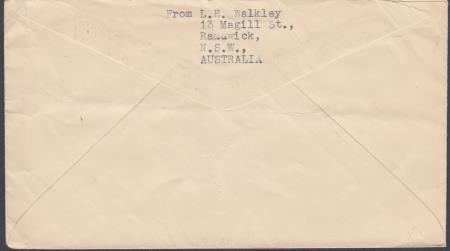 From L.E. Walkley
13 Magill St.,
Randwick,
N.S.W.,
AUSTRALIA